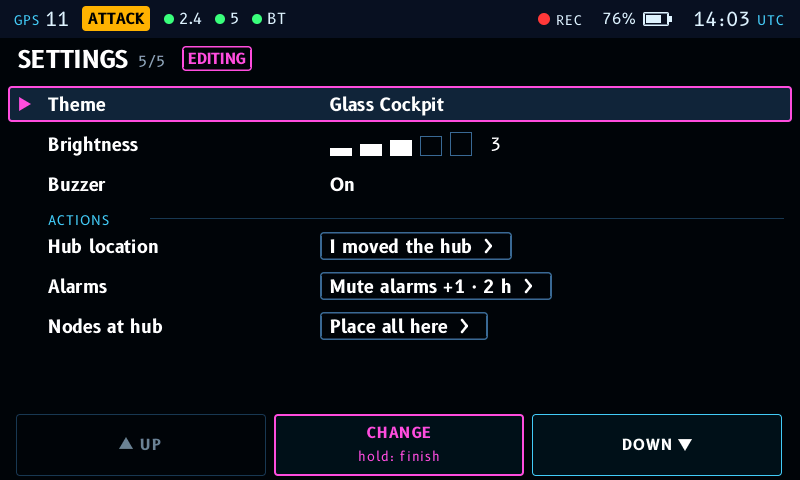 GPS 11 ATTACK 2.4 5 BT REC 76% 14:03 UTC
SETTINGS 5/5 EDITING
Theme Glass Cockpit
Brightness 3
Buzzer On
ACTIONS
Hub location I moved the hub >
Alarms Mute alarms +1 · 2 h >
Nodes at hub Place all here >
▲ UP CHANGE DOWN ▼
hold: finish